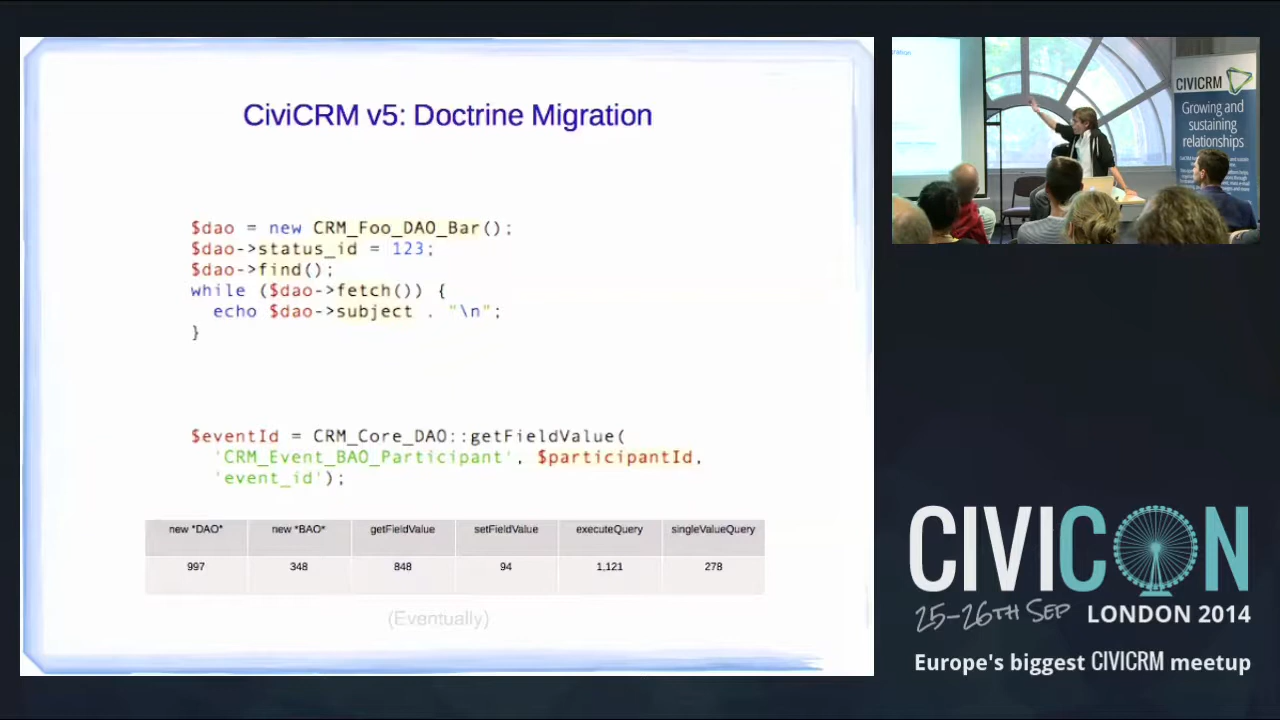 CiviCRM v5: Doctrine Migration
$dao = new CRM_Foo_DAO_Bar();
$dao->status_id = 123;
$dao->find();
while ($dao->fetch()) {
echo $dao->subject . "\n";
}
$eventId = CRM_Core_DAO::getFieldValue(
'CRM_Event_BAO_Participant', $participantId,
'event_id');
new *DAO* new *BAO* getFieldValue setFieldValue executeQuery singleValueQuery
997 348 848 94 1,121 278
(Eventually)
CIVICRM
Growing and
sustaining
relationships
CIVICON
25-26TH SEP LONDON 2014
Europe's biggest CIVICRM meetup